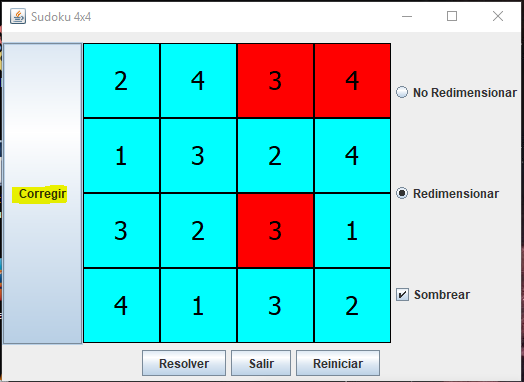 Sudoku 4x4
2 4 3 4
No Redimensionar
1 3 2 4
Corregir
Redimensionar
3 2 3 1
4 1 3 2
Sombrear
Resolver Salir Reiniciar